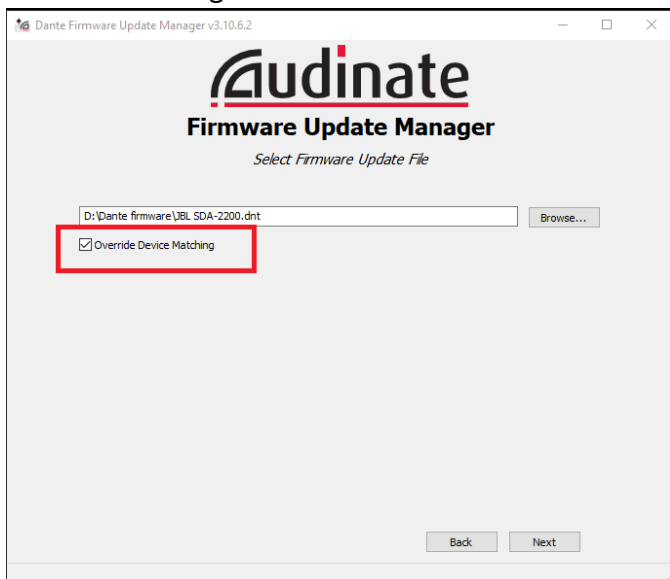 Dante Firmware Update Manager v3.10.6.2
Audinate
Firmware Update Manager
Select Firmware Update File
D:\Dante firmware\JBL SDA-2200.dnt
Browse...
Override Device Matching
Back
Next